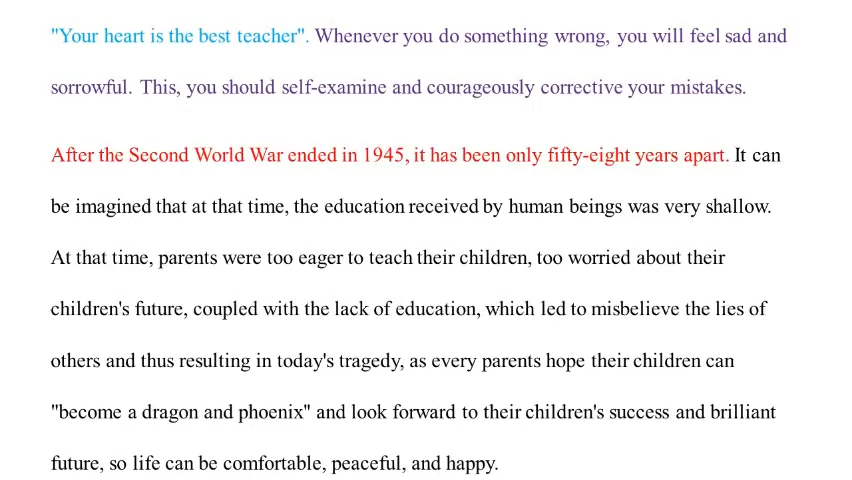 "Your heart is the best teacher". Whenever you do something wrong, you will feel sad and
sorrowful. This, you should self-examine and courageously corrective your mistakes.
After the Second World War ended in 1945, it has been only fifty-eight years apart. It can
be imagined that at that time, the education received by human beings was very shallow.
At that time, parents were too eager to teach their children, too worried about their
children's future, coupled with the lack of education, which led to misbelieve the lies of
others and thus resulting in today's tragedy, as every parents hope their children can
"become a dragon and phoenix" and look forward to their children's success and brilliant
future, so life can be comfortable, peaceful, and happy.